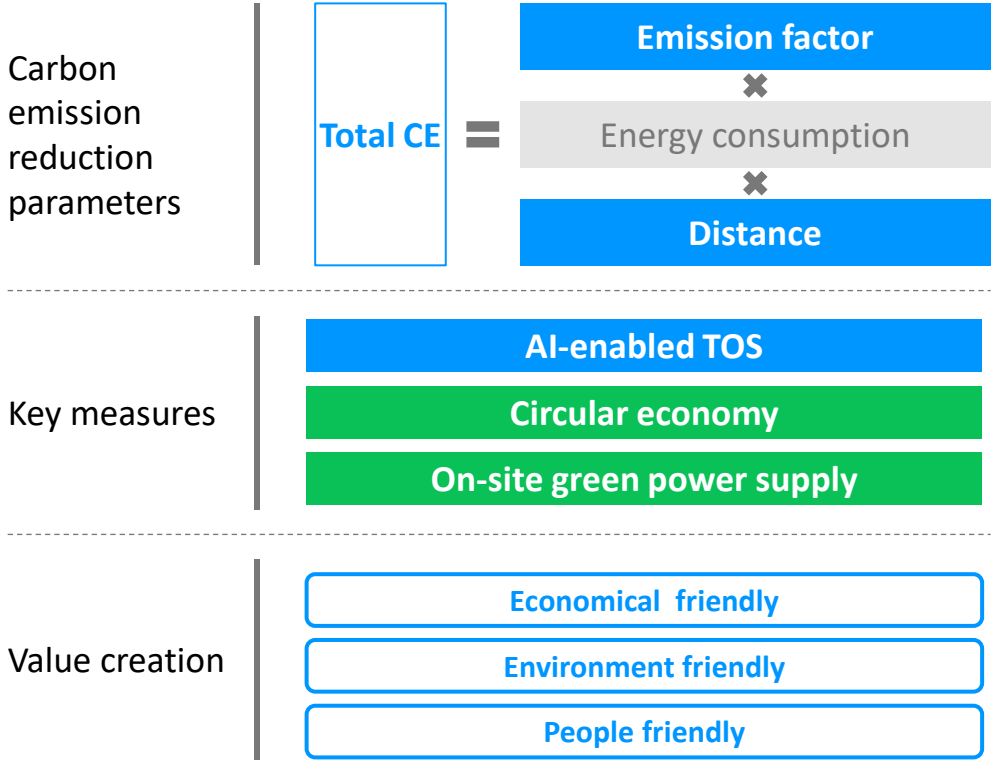 Carbon
emission
reduction
parameters
Total CE
=
Emission factor
✖
Energy consumption
✖
Distance
Key measures
AI-enabled TOS
Circular economy
On-site green power supply
Value creation
Economical  friendly
Environment friendly
People friendly